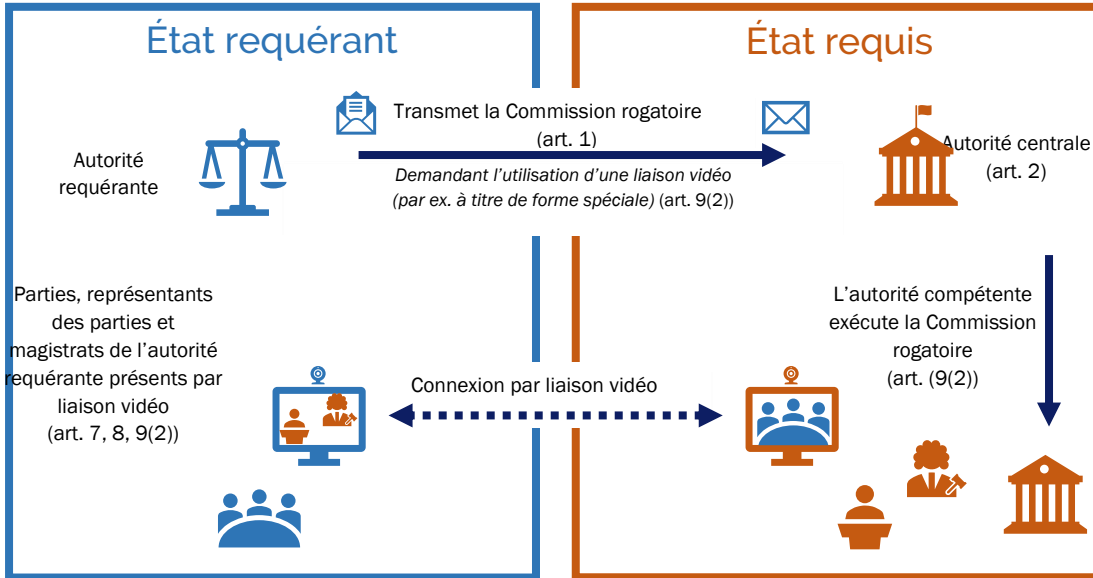 État requérant
État requis
Transmet la Commission rogatoire
(art. 1)
Demandant l'utilisation d'une liaison vidéo
(par ex. à titre de forme spéciale) (art. 9(2))
Autorité
requérante
Autorité centrale
(art. 2)
Parties, représentants
des parties et
magistrats de l'autorité
requérante présents par
liaison vidéo
(art. 7, 8, 9(2))
Connexion par liaison vidéo
L'autorité compétente
exécute la Commission
rogatoire
(art. (9(2))